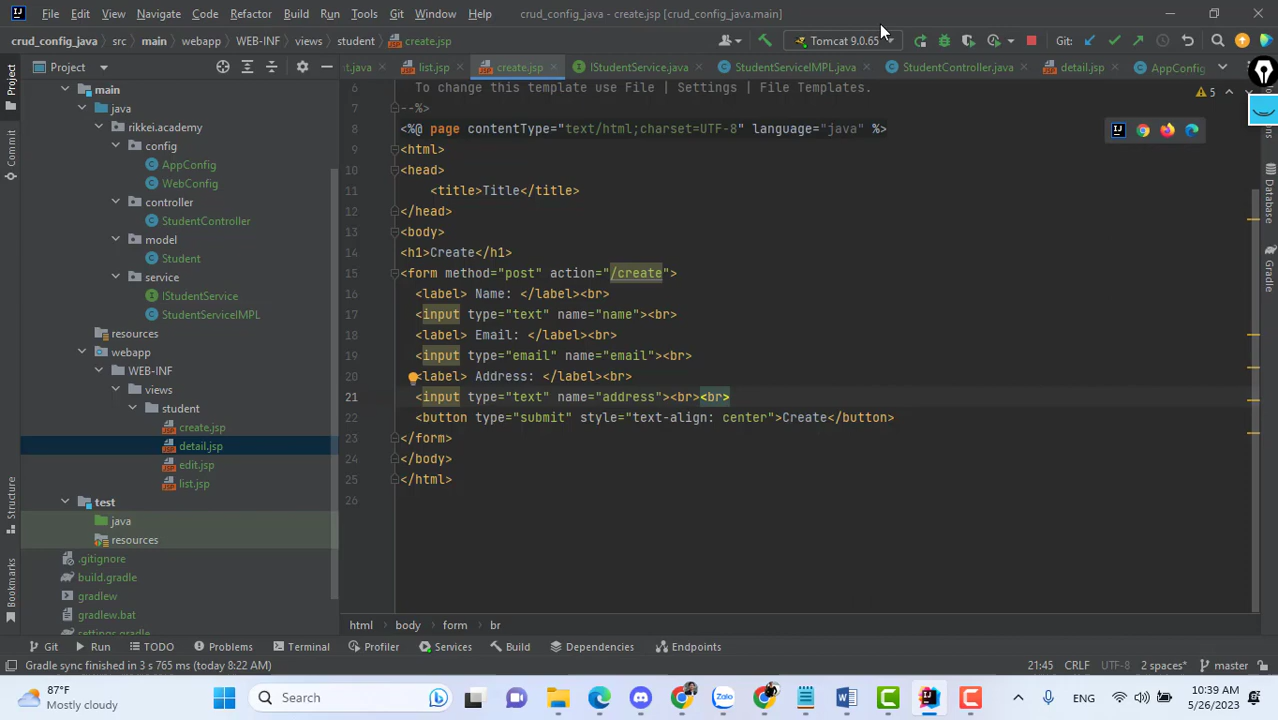 File Edit View Navigate Code Refactor Build Run Tools Git Window Help crud_config_java - create.jsp [crud_config_java.main]
crud_config_java src main webapp WEB-INF views student create.jsp Tomcat 9.0.65 Git:
Project
t.java list.jsp create.jsp IStudentService.java StudentServiceIMPL.java StudentController.java detail.jsp AppConfig
Project
Commit
Structure
Bookmarks
Database
Gradle
main
java
rikkei.academy
config
AppConfig
WebConfig
controller
StudentController
model
Student
service
IStudentService
StudentServiceIMPL
resources
webapp
WEB-INF
views
student
create.jsp
detail.jsp
edit.jsp
list.jsp
test
java
resources
.gitignore
build.gradle
gradlew
gradlew.bat
settings.gradle
5
6 To change this template use File | Settings | File Templates.
7 --%>
8 <%@ page contentType="text/html;charset=UTF-8" language="java" %>
9 <html>
10 <head>
11 <title>Title</title>
12 </head>
13 <body>
14 <h1>Create</h1>
15 <form method="post" action="/create">
16 <label> Name: </label><br>
17 <input type="text" name="name"><br>
18 <label> Email: </label><br>
19 <input type="email" name="email"><br>
20 <label> Address: </label><br>
21 <input type="text" name="address"><br><br>
22 <button type="submit" style="text-align: center">Create</button>
23 </form>
24 </body>
25 </html>
26
html body form br
Git Run TODO Problems Terminal Profiler Services Build Dependencies Endpoints
Gradle sync finished in 3 s 765 ms (today 8:22 AM) 21:45 CRLF UTF-8 2 spaces* master
87°F
Mostly cloudy
Search
ENG
10:39 AM
5/26/2023